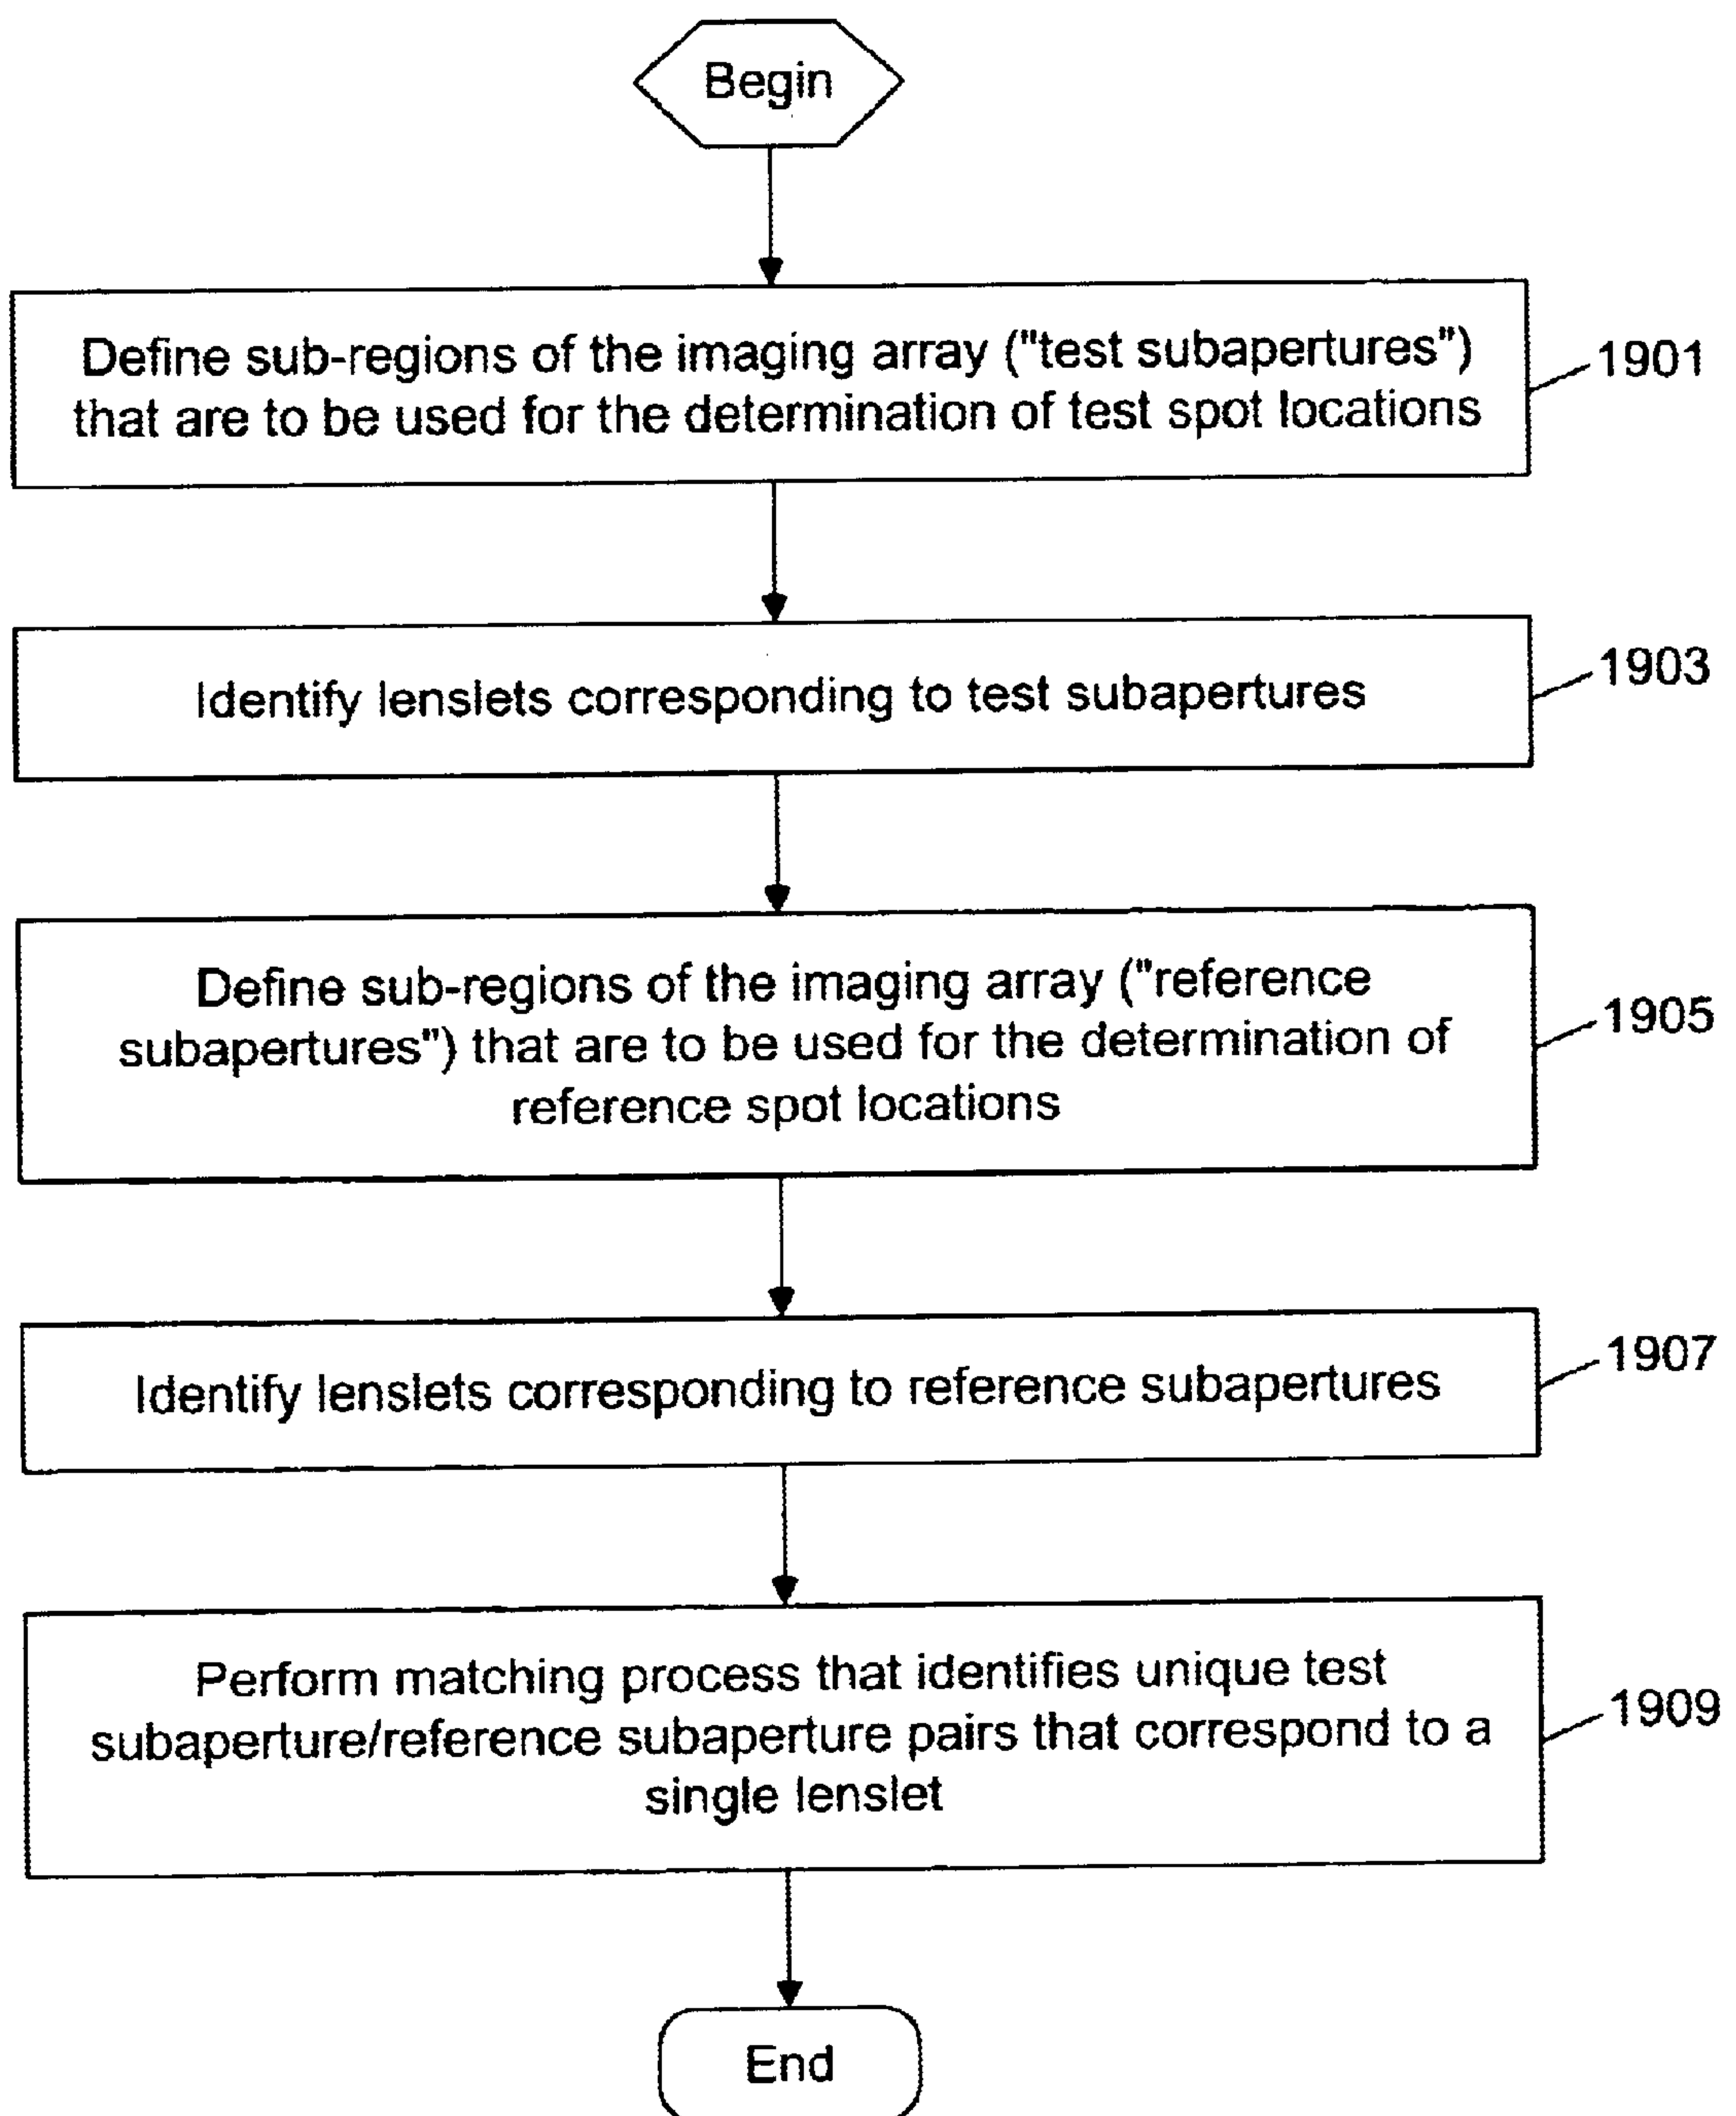 Begin
Define sub-regions of the imaging array ("test subapertures")
that are to be used for the determination of test spot locations
1901
Identify lenslets corresponding to test subapertures
1903
Define sub-regions of the imaging array ("reference
subapertures") that are to be used for the determination of
reference spot locations
1905
Identify lenslets corresponding to reference subapertures
1907
Perform matching process that identifies unique test
subaperture/reference subaperture pairs that correspond to a
single lenslet
1909
End